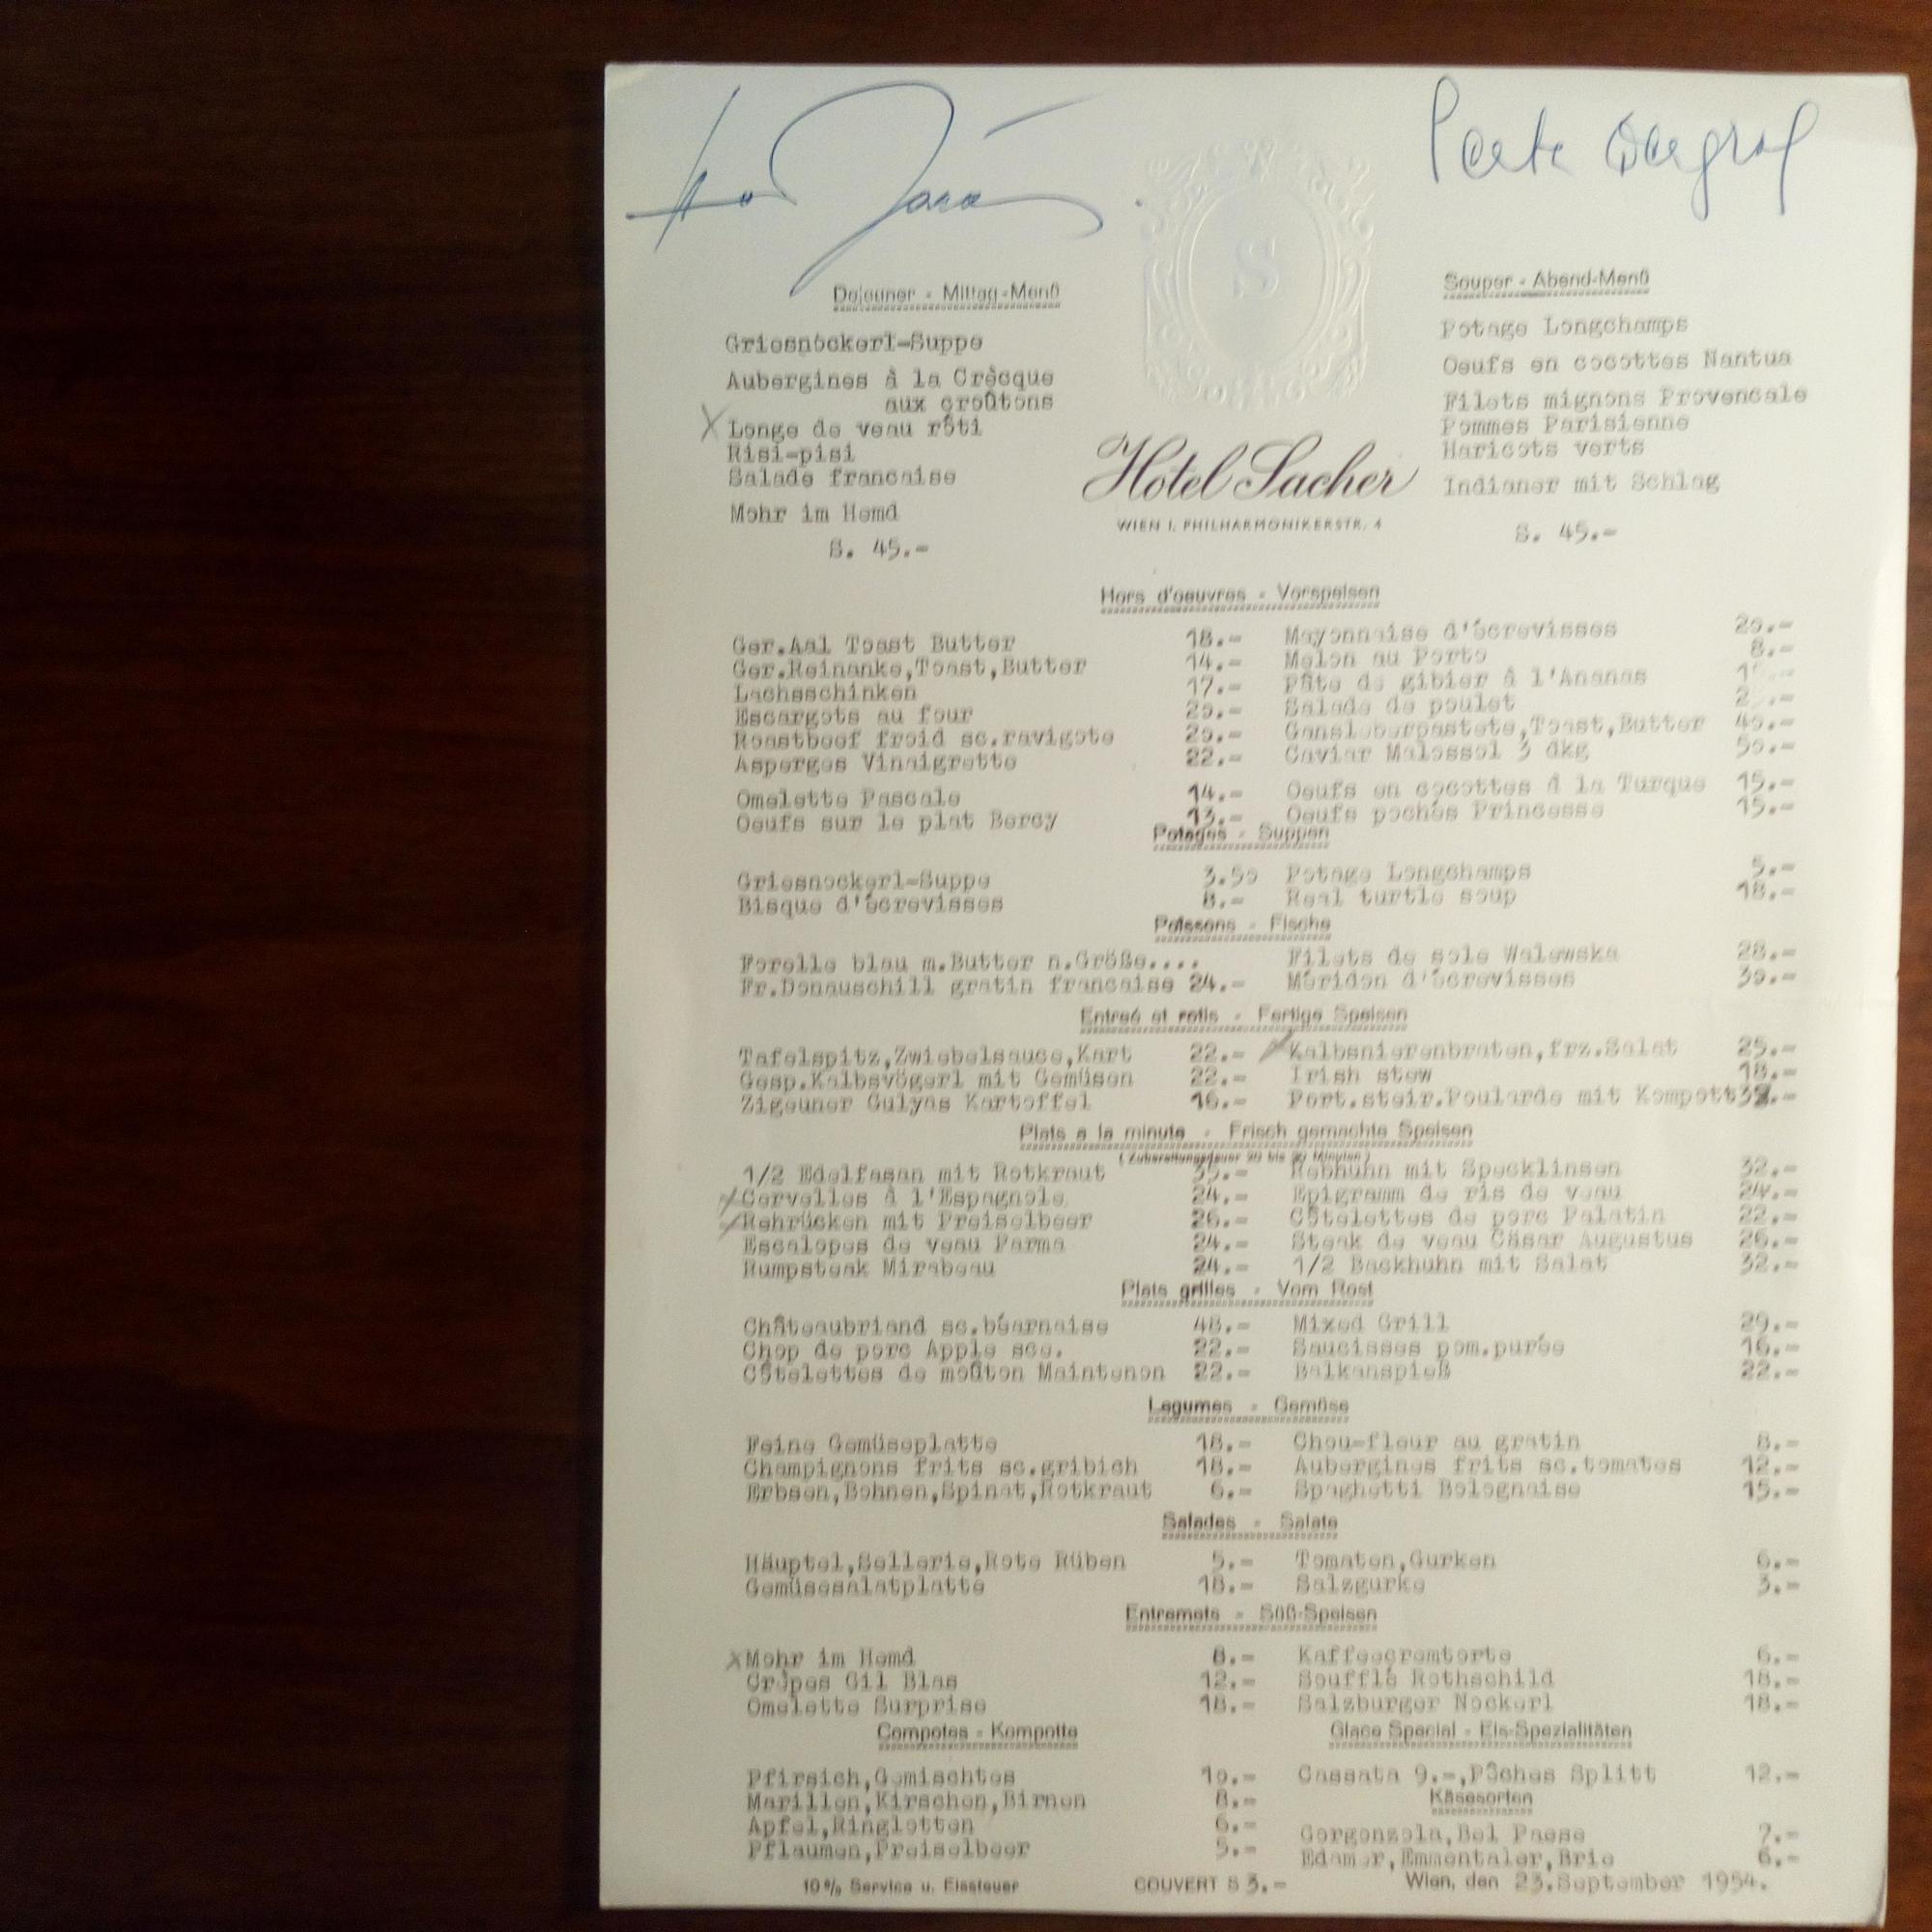 Dejeuner - Mittag-Menü
Griesnockerl-Suppe
Aubergines à la Grècque
aux croûtons
X Longe de veau rôti
Risi-pisi
Salade francaise
Mohr im Hemd
S. 45.-
S
Hotel Sacher
WIEN I, PHILHARMONIKERSTR. 4
Souper - Abend-Menü
Potage Longchamps
Oeufs en cocottes Nantua
Filets mignons Provencale
Pommes Parisienne
Haricots verts
Indianer mit Schlag
S. 45.-
Hors d'oeuvres - Vorspeisen
Ger.Aal Toast Butter 18.- Mayonnaise d'écrevisses 20.-
Ger.Reinanke,Toast,Butter 14.- Melon au Porto 8.-
Lachsschinken 17.- Pâte de gibier à l'Ananas
Escargots au four 20.- Salade de poulet
Roastbeef froid sc.ravigote 20.- Ganslebe­rpastete,Toast,Butter 40.-
Asperges Vinaigrette 22.- Caviar Malossol 3 dkg 50.-
Omelette Pascale 14.- Oeufs en cocottes à la Turque 15.-
Oeufs sur le plat Bercy 13.- Oeufs pochés Princesse 15.-
Potages - Suppen
Griesnockerl-Suppe 3.50 Potage Longchamps 5.-
Bisque d'écrevisses 8.- Real turtle soup 18.-
Poissons - Fische
Forelle blau m.Butter n.Größe.... Filets de sole Walewska 28.-
Fr.Donauschill gratin francaise 24.- Méridon d'écrevisses 30.-
Entreé et rotis - Fertige Speisen
Tafelspitz,Zwiebelsauce,Kart 22.- Kalbsnierenbraten,frz.Salat 25.-
Gesp.Kalbsvögerl mit Gemüsen 22.- Irish stew 18.-
Zigeuner Gulyas Kartoffel 16.- Port.steir.Poularde mit Kompott
Plats a la minute - Frisch gemachte Speisen
(Zubereitungsdauer 20 bis 30 Minuten)
1/2 Edelfasan mit Rotkraut 35.- Rebhuhn mit Specklinsen 32.-
Cervelles à l'Espagnole 24.- Epigramm de ris de veau 24.-
Rehrücken mit Preiselbeer 26.- Côtelettes de porc Palatin 22.-
Escalopes de veau Parma 24.- Steak de veau Cäsar Augustus 26.-
Rumpsteak Mirabeau 24.- 1/2 Backhuhn mit Salat 32.-
Plats grilles - Vom Rost
Châteaubriand sc.béarnaise 48.- Mixed Grill 29.-
Chop de porc Apple sce. 22.- Saucisses pom.purée 16.-
Côtelettes de moûton Maintenon 22.- Balkanspieß 22.-
Legumes - Gemüse
Feine Gemüseplatte 18.- Chou-fleur au gratin 8.-
Champignons frits sc.gribich 18.- Aubergines frits sc.tomates 12.-
Erbsen,Bohnen,Spinat,Rotkraut 6.- Spaghetti Bolognaise 15.-
Salades - Salate
Häuptel,Sellerie,Rote Rüben 5.- Tomaten,Gurken 6.-
Gemüsesalatplatte 18.- Salzgurke 3.-
Entremets - Süß-Speisen
X Mohr im Hemd 8.- Kaffeecremtorte 6.-
Crêpes Gil Blas 12.- Soufflé Rothschild 18.-
Omelette Surprise 18.- Salzburger Nockerl 18.-
Compotes - Kompotte
Pfirsich,Gemischtes 10.-
Marillen,Kirschen,Birnen 8.-
Apfel,Ringlotten 6.-
Pflaumen,Preiselbeer 5.-
Glace Special - Eis-Spezialitäten
Cassata 9.-,Pêches Splitt 12.-
Käsesorten
Gorgonzola,Bel Paese 7.-
Edamer,Emmentaler,Brie 6.-
10% Service u. Eissteuer COUVERT S 3.- Wien, den 23.September 1954.